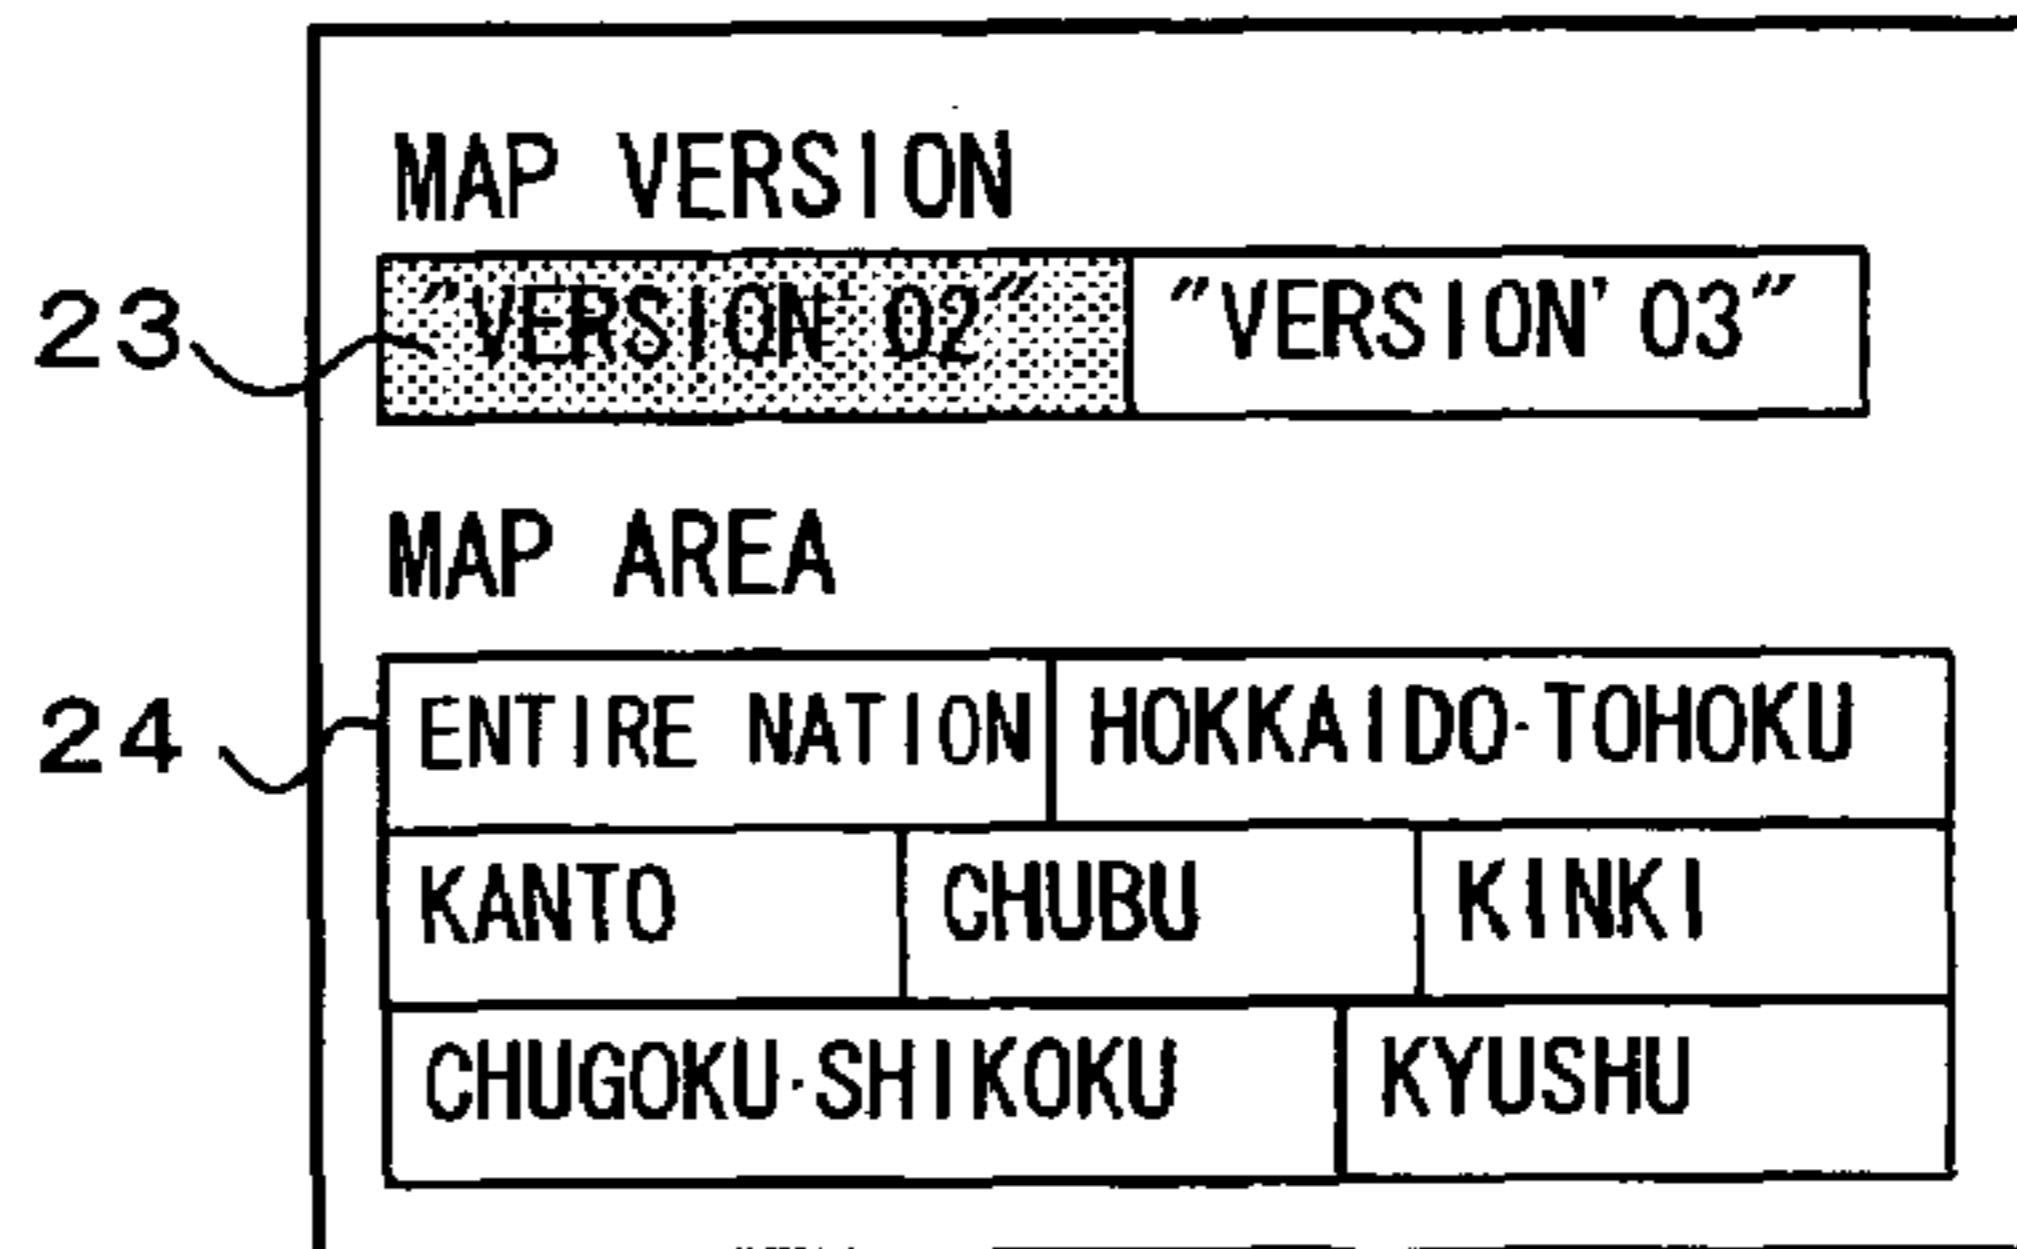 MAP VERSION
23 "VERSION'02" "VERSION'03"
MAP AREA
24 ENTIRE NATION HOKKAIDO·TOHOKU
KANTO CHUBU KINKI
CHUGOKU·SHIKOKU KYUSHU